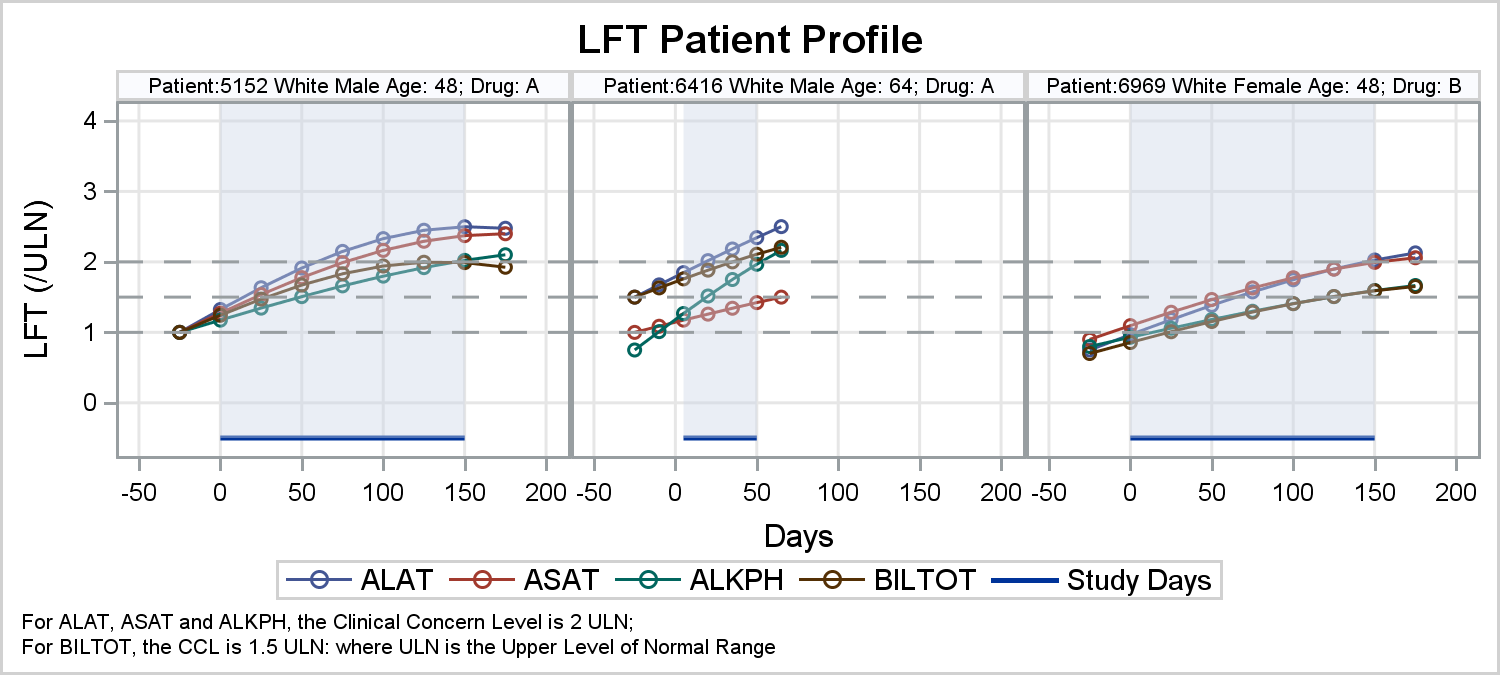 LFT Patient Profile
Patient:5152 White Male Age: 48; Drug: A
Patient:6416 White Male Age: 64; Drug: A
Patient:6969 White Female Age: 48; Drug: B
LFT (/ULN)
4
3
2
1
0
-50 0 50 100 150 200
-50 0 50 100 150 200
-50 0 50 100 150 200
Days
ALAT ASAT ALKPH BILTOT Study Days
For ALAT, ASAT and ALKPH, the Clinical Concern Level is 2 ULN;
For BILTOT, the CCL is 1.5 ULN: where ULN is the Upper Level of Normal Range